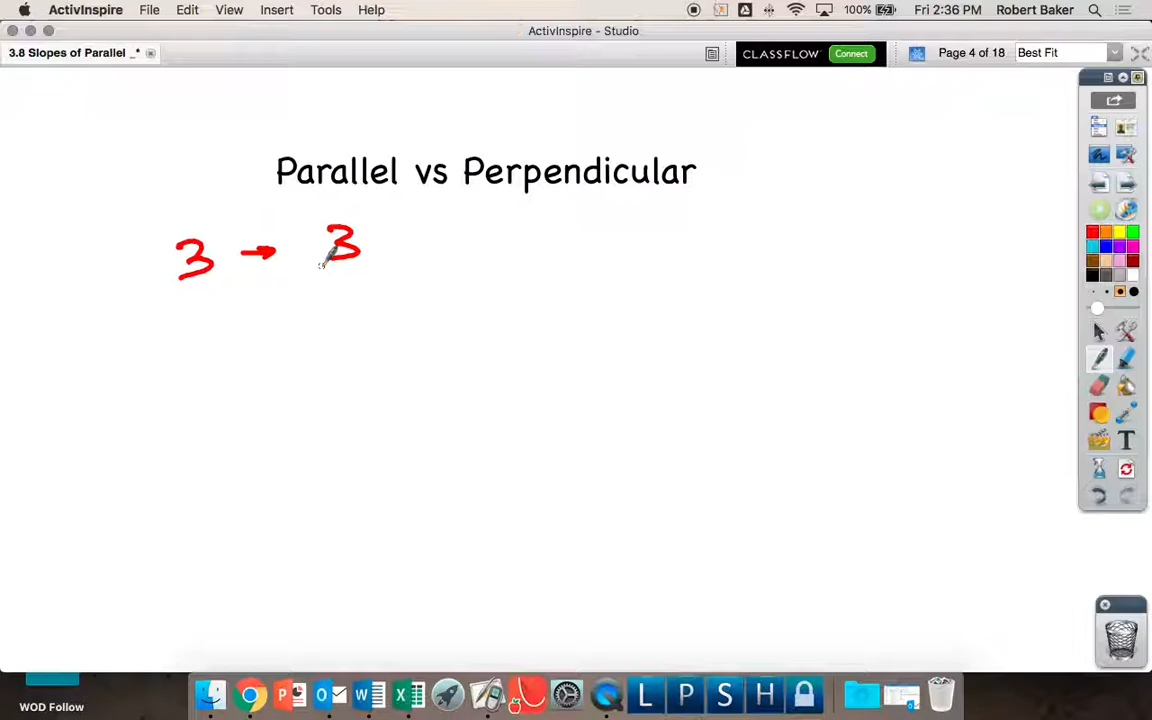 ActivInspire File Edit View Insert Tools Help 100% Fri 2:36 PM Robert Baker
ActivInspire - Studio
3.8 Slopes of Parallel _* CLASSFLOW Connect Page 4 of 18 Best Fit
Parallel vs Perpendicular
3 → 3
T
L P S H
WOD Follow